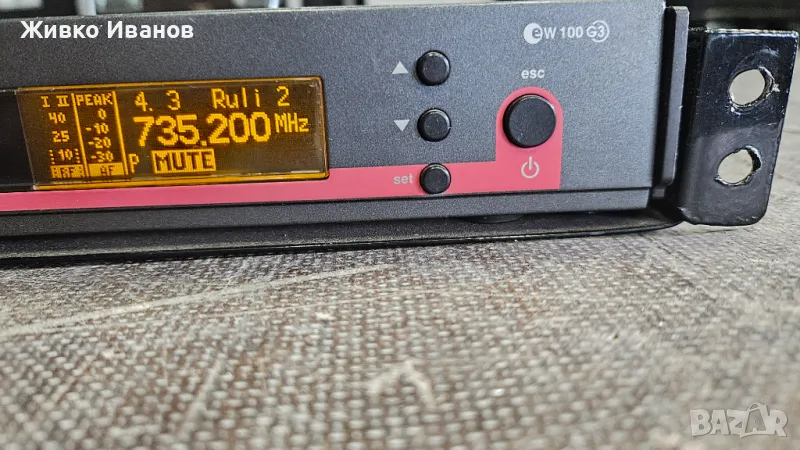 Живко Иванов
ew 100 G3
esc
I II PEAK 4. 3 Ruli 2
40 0
25 -10 735.200 MHz
-20
10 -30 P MUTE
RF AF
set
BAZAR